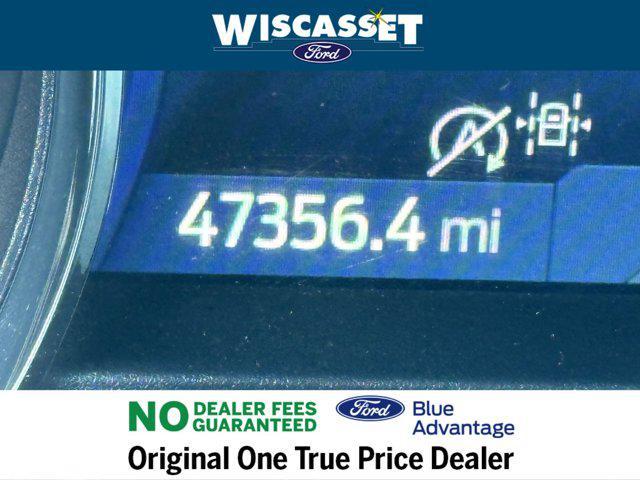 WISCASSET
Ford
A
47356.4 mi
NO DEALER FEES
GUARANTEED
Ford Blue
Advantage
Original One True Price Dealer